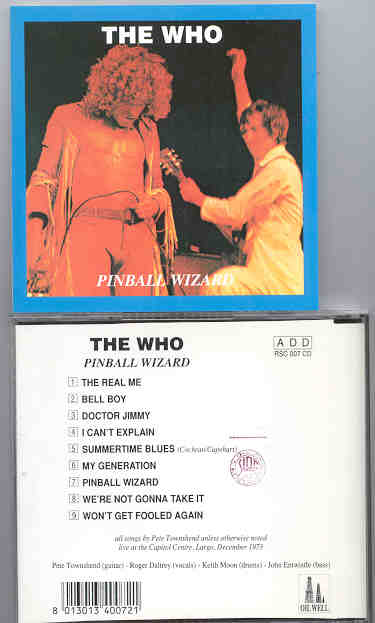 THE WHO
PINBALL WIZARD
THE WHO
PINBALL WIZARD
A D D
RSC 007 CD
1 THE REAL ME
2 BELL BOY
3 DOCTOR JIMMY
4 I CAN'T EXPLAIN
5 SUMMERTIME BLUES (Cochran/Capehart)
6 MY GENERATION
7 PINBALL WIZARD
8 WE'RE NOT GONNA TAKE IT
9 WON'T GET FOOLED AGAIN
all songs by Pete Townshend unless otherwise noted
live at the Capitol Centre, Largo, December 1973
Pete Townshend (guitar) - Roger Daltrey (vocals) - Keith Moon (drums) - John Entwistle (bass)
8 013013 400721
OIL WELL